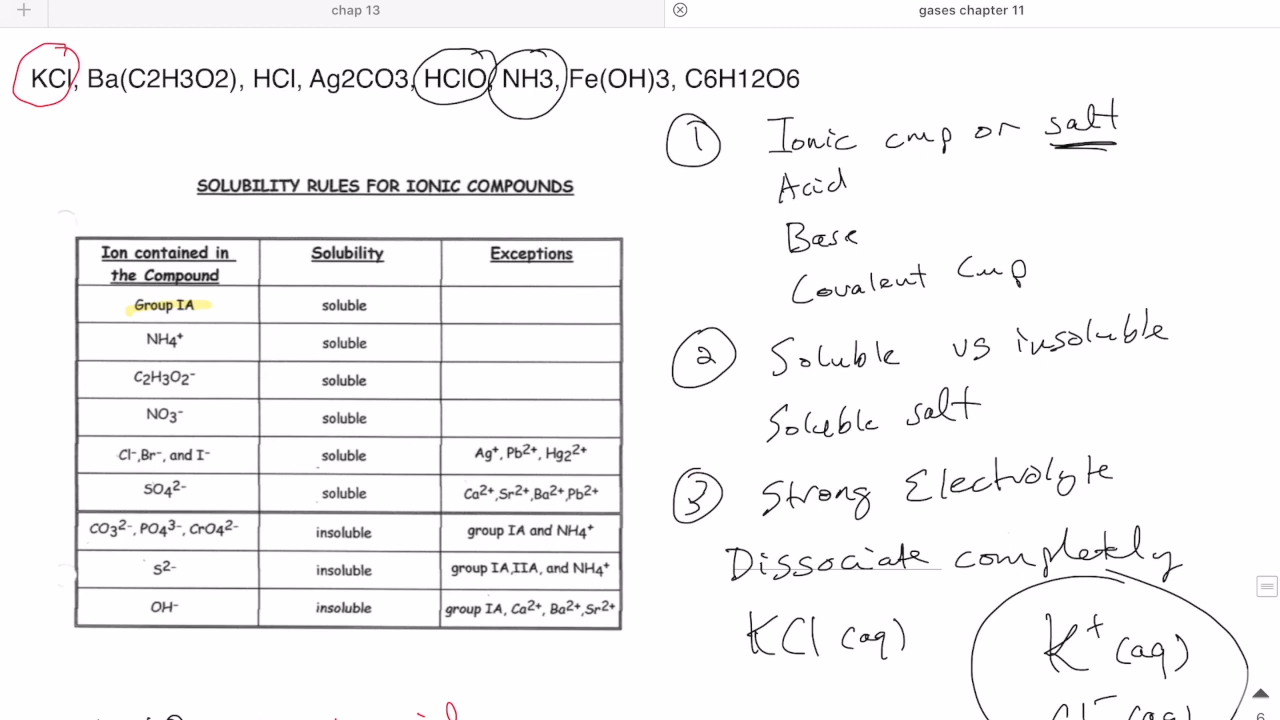 chap 13
gases chapter 11
KCl, Ba(C2H3O2), HCl, Ag2CO3, HClO, NH3, Fe(OH)3, C6H12O6
① Ionic cmp or salt
Acid
Base
Covalent Cmp
② Soluble vs insoluble
Soluble salt
③ Strong Electrolyte
Dissociate completely
KCl (aq) K⁺ (aq)
Cl⁻ (aq)
SOLUBILITY RULES FOR IONIC COMPOUNDS
Ion contained in the Compound Solubility Exceptions
Group IA soluble
NH₄⁺ soluble
C₂H₃O₂⁻ soluble
NO₃⁻ soluble
Cl⁻,Br⁻, and I⁻ soluble Ag⁺, Pb²⁺, Hg₂²⁺
SO₄²⁻ soluble Ca²⁺,Sr²⁺,Ba²⁺,Pb²⁺
CO₃²⁻, PO₄³⁻, CrO₄²⁻ insoluble group IA and NH₄⁺
S²⁻ insoluble group IA,IIA, and NH₄⁺
OH⁻ insoluble group IA, Ca²⁺, Ba²⁺,Sr²⁺